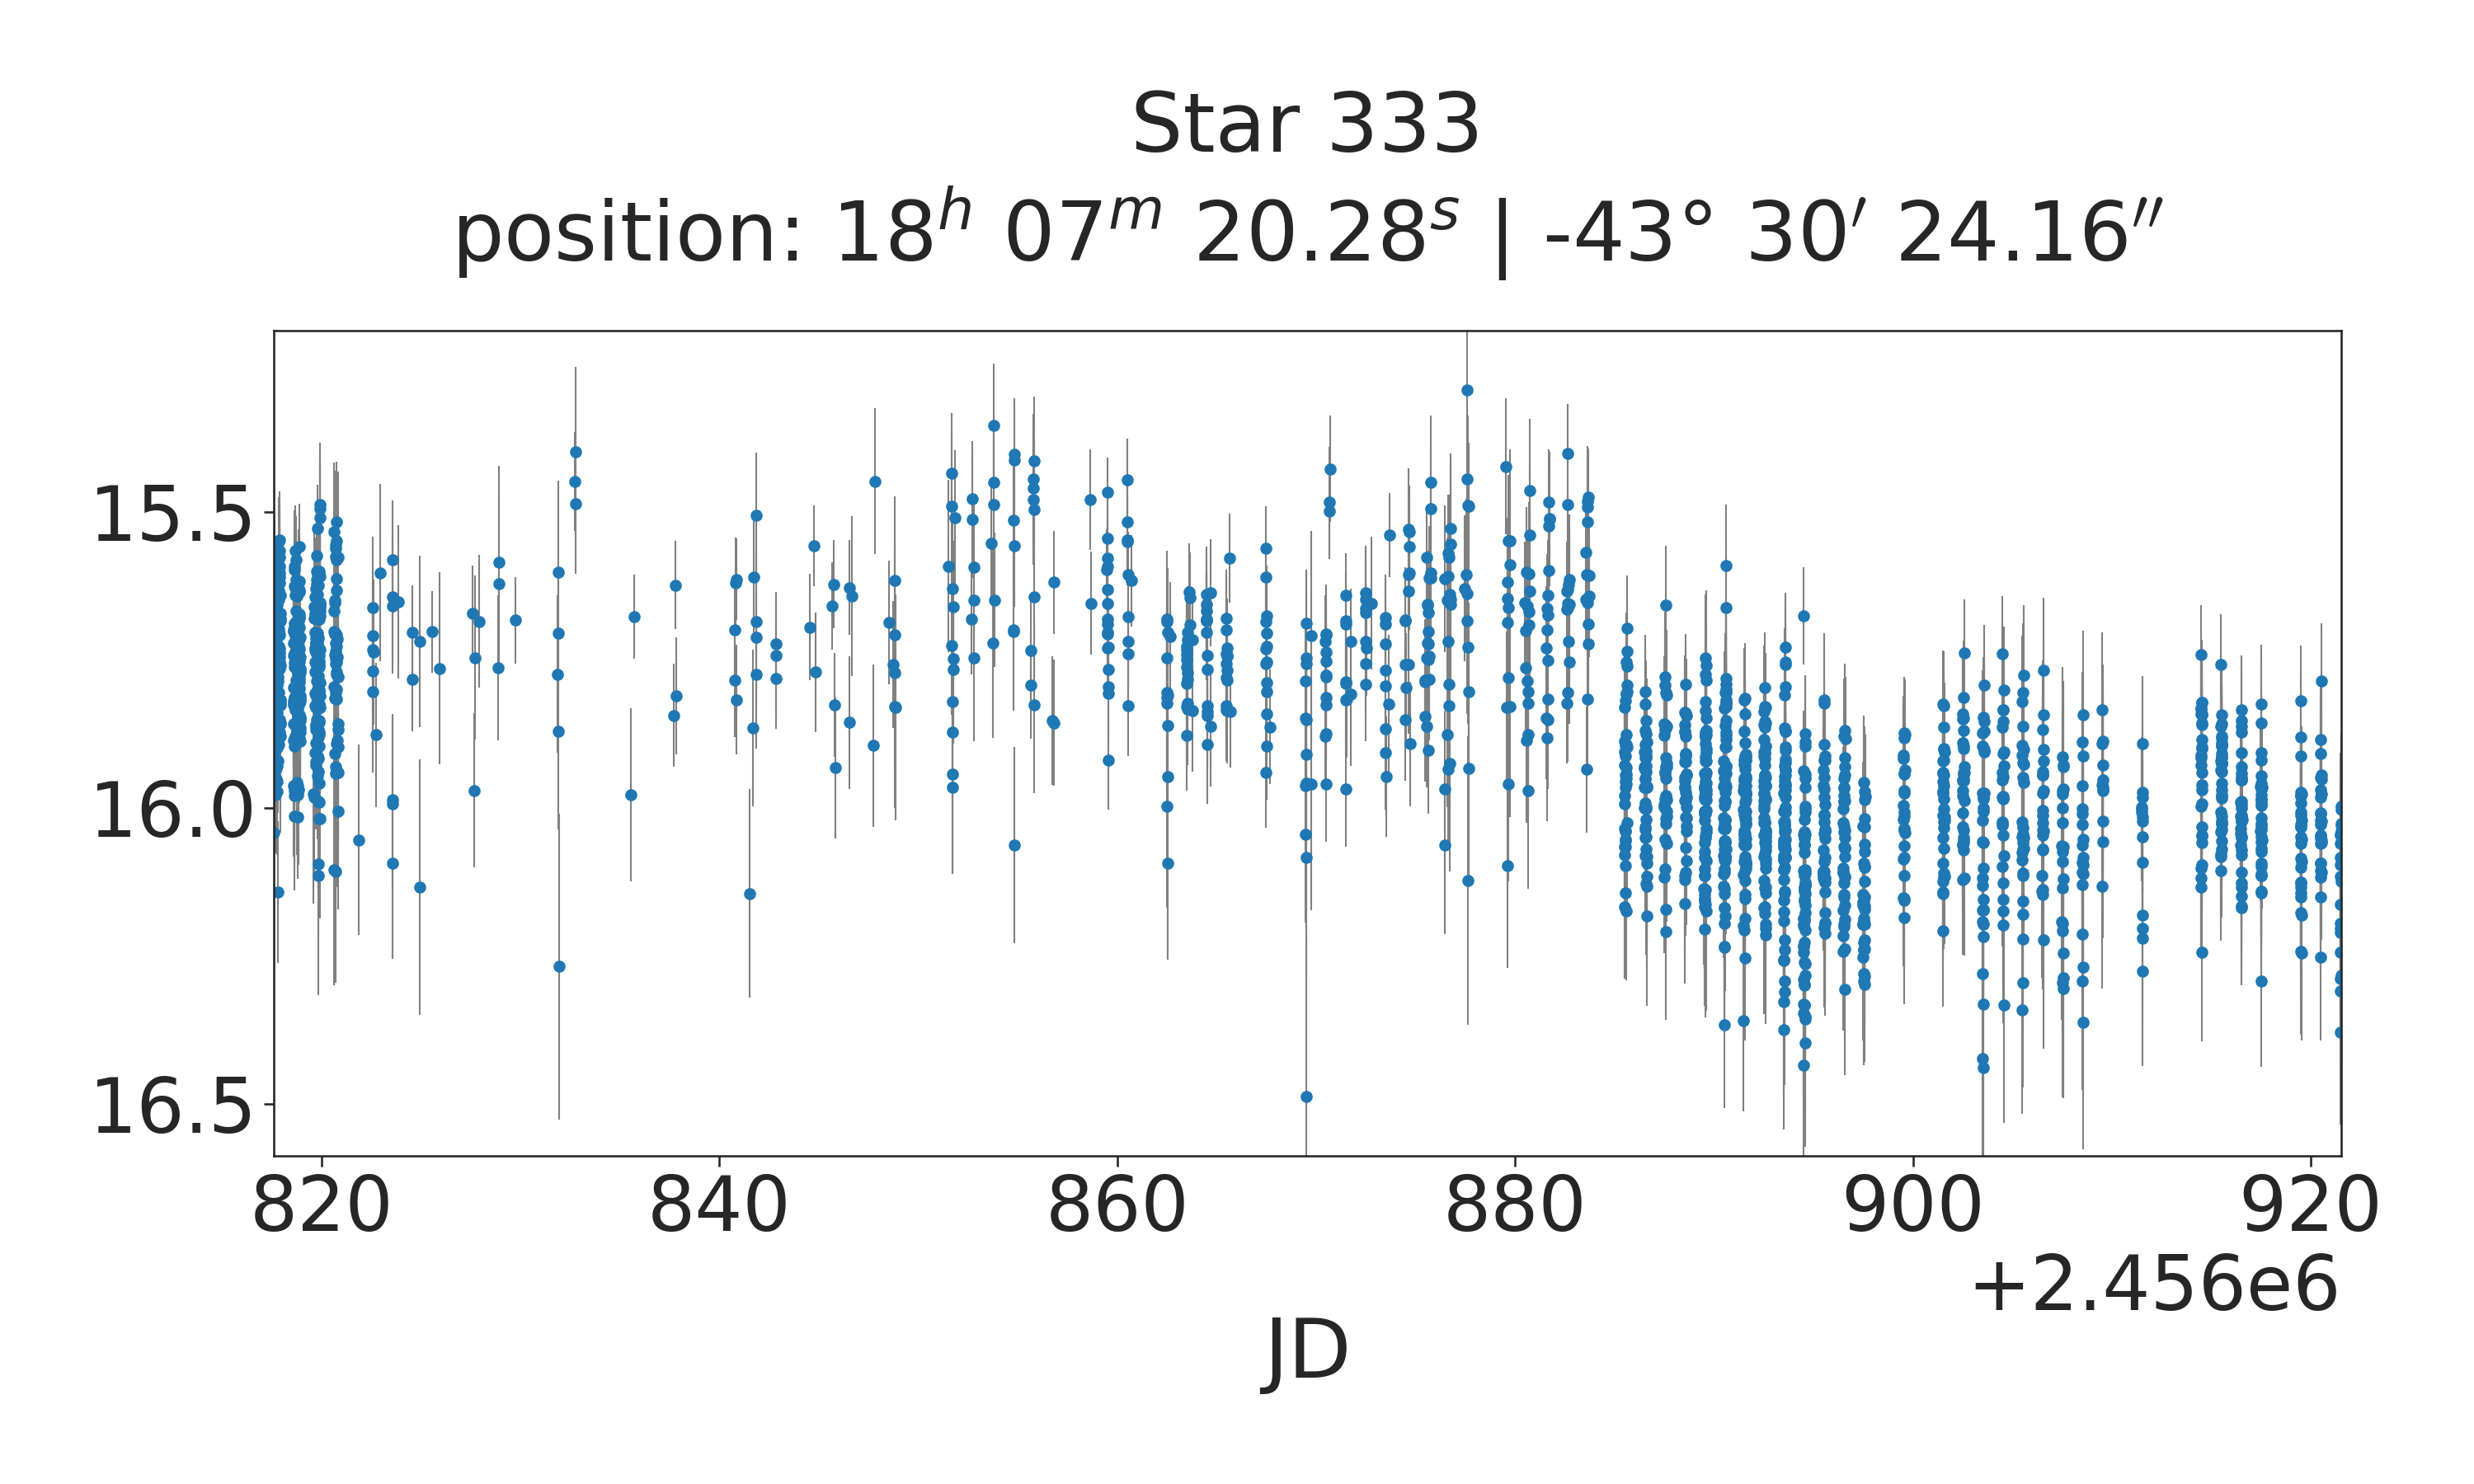 Star 333
position: 18h 07m 20.28s | -43° 30′ 24.16′′
15.5
16.0
16.5
820 840 860 880 900 920
+2.456e6
JD